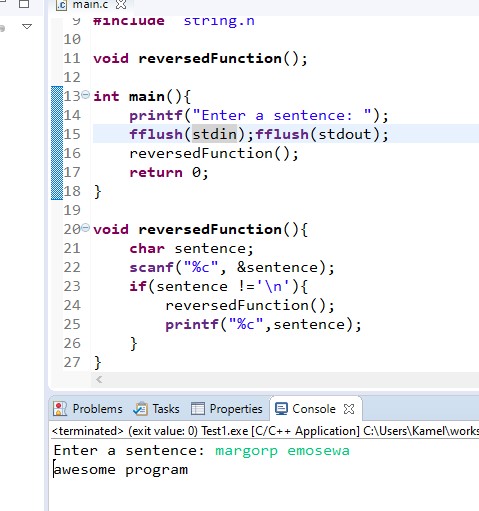 main.c
9 #include string.h
10
11 void reversedFunction();
12
13 int main(){
14 printf("Enter a sentence: ");
15 fflush(stdin);fflush(stdout);
16 reversedFunction();
17 return 0;
18 }
19
20 void reversedFunction(){
21 char sentence;
22 scanf("%c", &sentence);
23 if(sentence !='\n'){
24 reversedFunction();
25 printf("%c",sentence);
26 }
27 }
Problems Tasks Properties Console
<terminated> (exit value: 0) Test1.exe [C/C++ Application] C:\Users\Kamel\works
Enter a sentence: margorp emosewa
awesome program